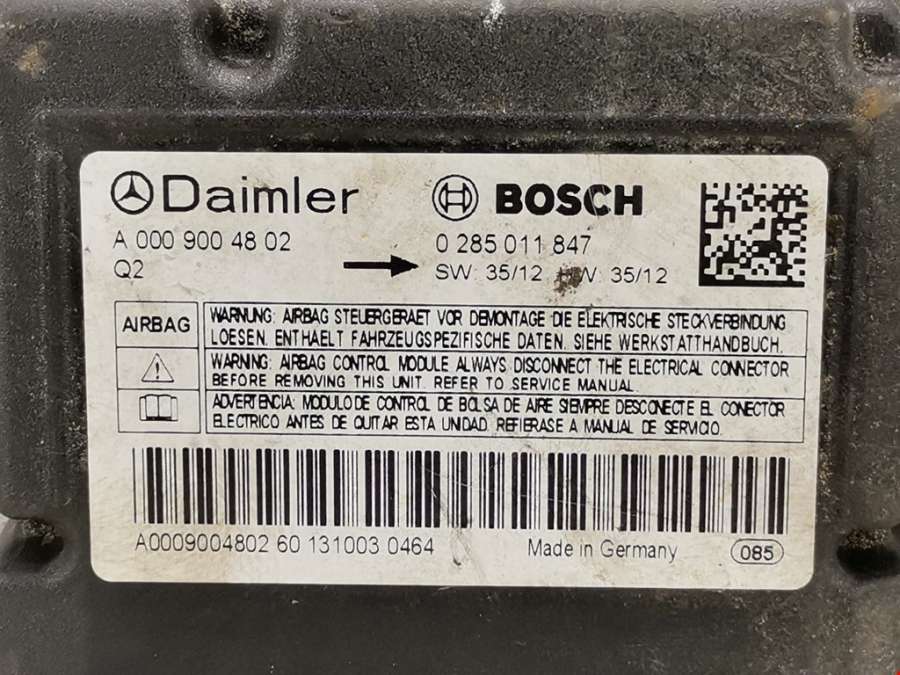 Daimler
BOSCH
A 000 900 48 02
0 285 011 847
Q2
SW: 35/12 HW: 35/12
AIRBAG
WARNUNG: AIRBAG STEUERGERAET VOR DEMONTAGE DIE ELEKTRISCHE STECKVERBINDUNG
LOESEN. ENTHAELT FAHRZEUGSPEZIFISCHE DATEN. SIEHE WERKSTATTHANDBUCH.
WARNING: AIRBAG CONTROL MODULE ALWAYS DISCONNECT THE ELECTRICAL CONNECTOR
BEFORE REMOVING THIS UNIT. REFER TO SERVICE MANUAL.
ADVERTENCIA: MODULO DE CONTROL DE BOLSA DE AIRE SIEMPRE DESCONECTE EL CONECTOR
ELECTRICO ANTES DE QUITAR ESTA UNIDAD. REFIERASE A MANUAL DE SERVICIO.
A0009004802 60 131003 0464
Made in Germany
085